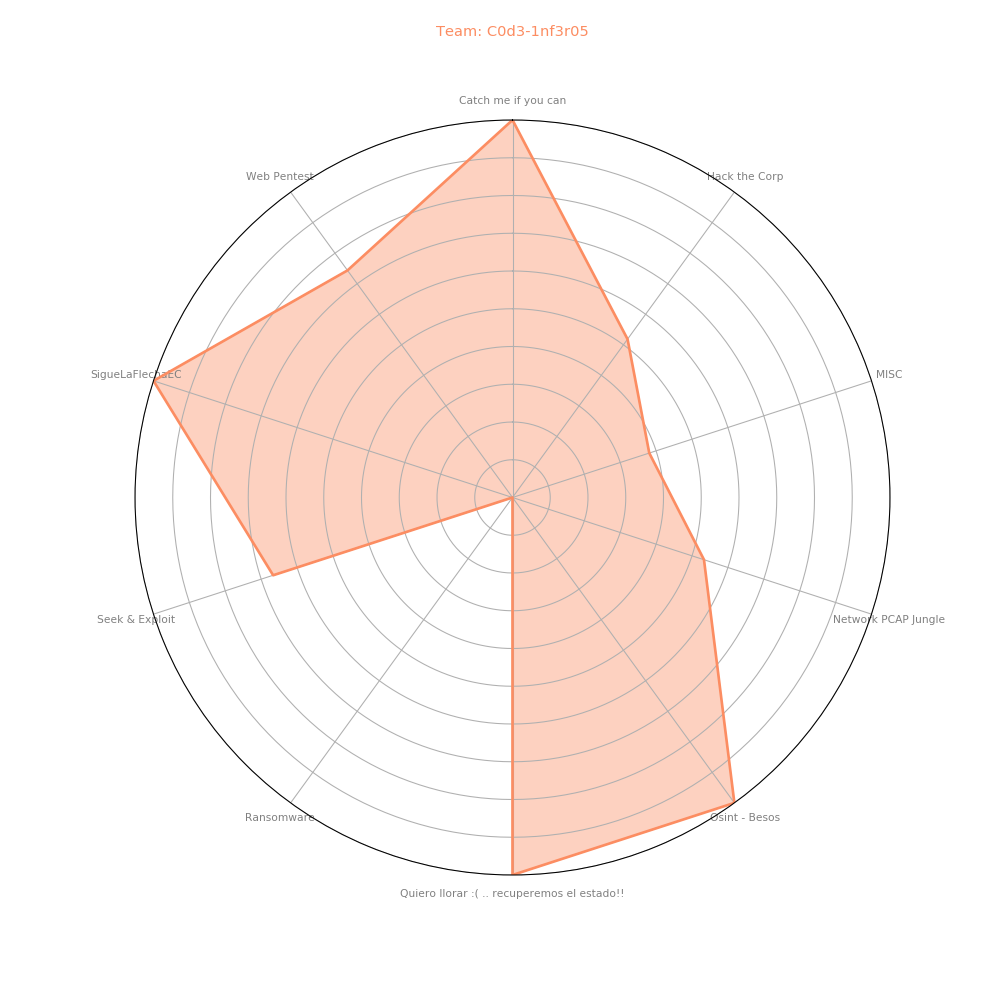 Team: C0d3-1nf3r05
Catch me if you can
Web Pentest
Hack the Corp
SigueLaFlechaEC
MISC
Seek & Exploit
Network PCAP Jungle
Ransomware
Osint - Besos
Quiero llorar :( .. recuperemos el estado!!